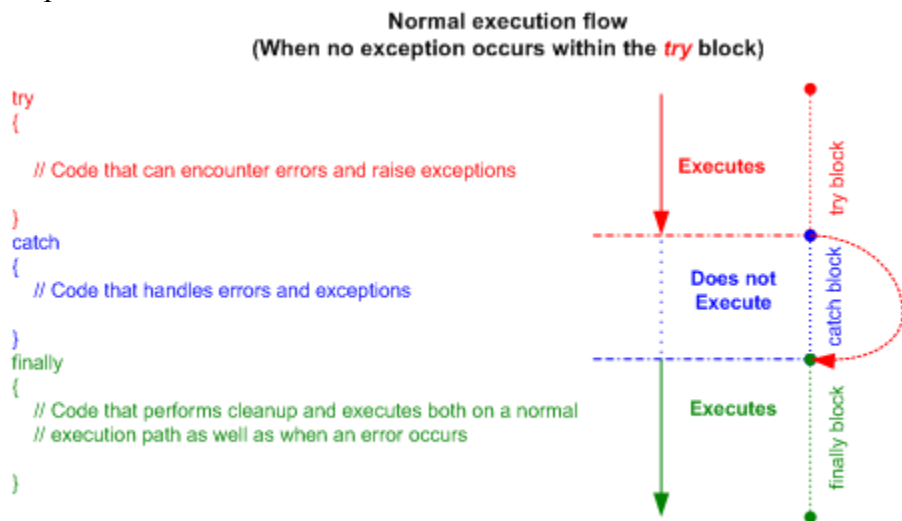 Normal execution flow
(When no exception occurs within the try block)
try
{
// Code that can encounter errors and raise exceptions
}
catch
{
// Code that handles errors and exceptions
}
finally
{
// Code that performs cleanup and executes both on a normal
// execution path as well as when an error occurs
}
Executes
Does not
Execute
Executes
try block
catch block
finally block